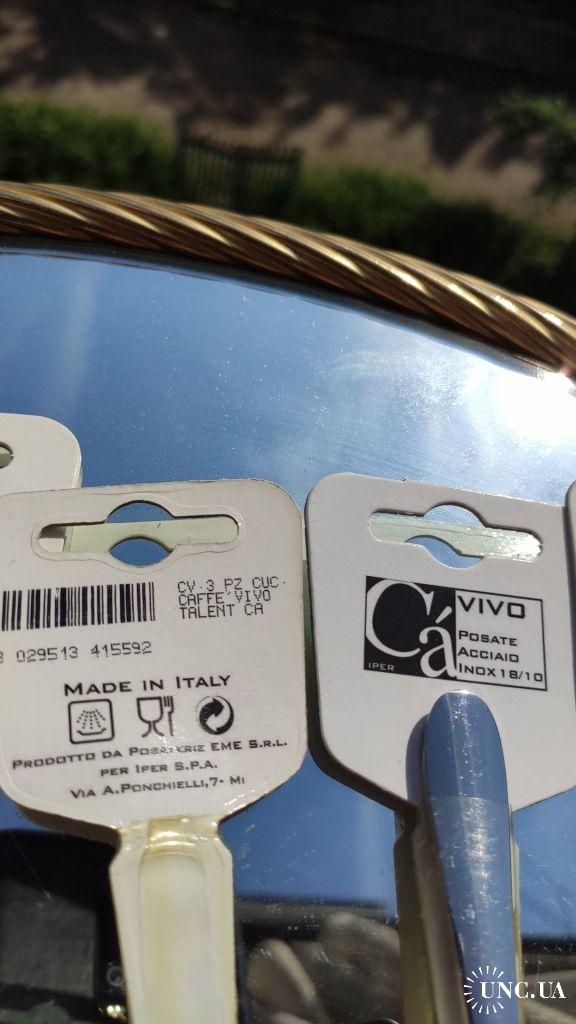 CV.3 PZ CUC.
CAFFE'VIVO
TALENT CA
029513 415592
MADE IN ITALY
PRODOTTO DA POSATERIE EME S.R.L.
PER IPER S.P.A.
VIA A.PONCHIELLI,7- MI
Cá
IPER
VIVO
POSATE
ACCIAIO
INOX 18/10
UNC.UA